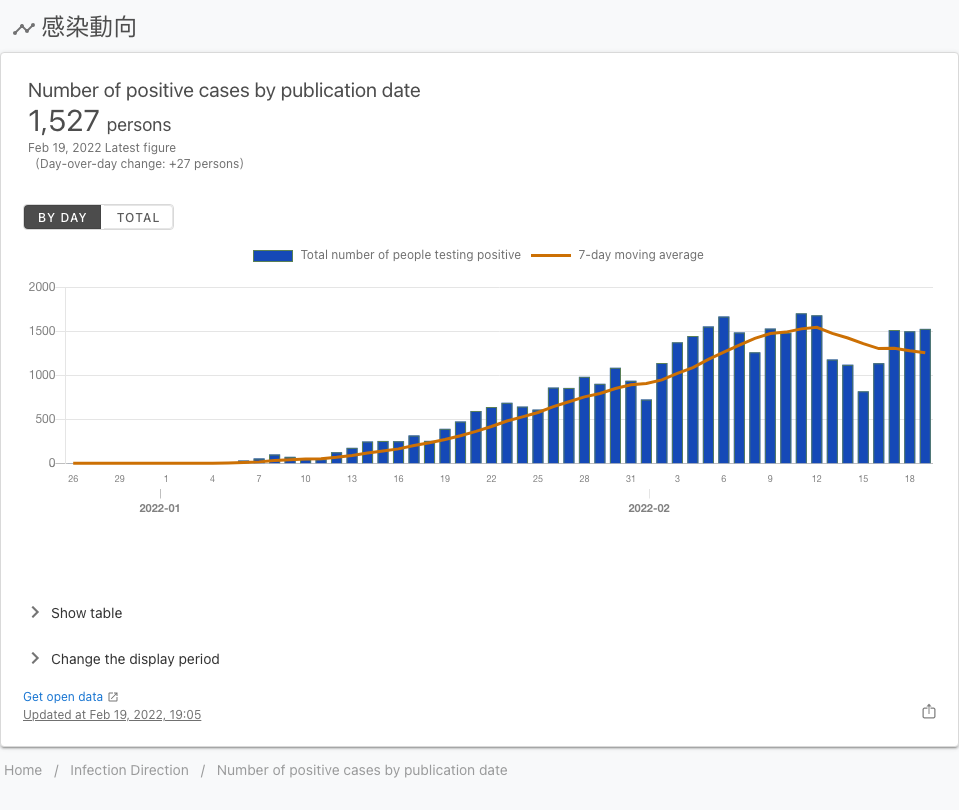 感染動向
Number of positive cases by publication date
1,527 persons
Feb 19, 2022 Latest figure
(Day-over-day change: +27 persons)
BY DAY TOTAL
Total number of people testing positive 7-day moving average
2000
1500
1000
500
0
26 29 1 4 7 10 13 16 19 22 25 28 31 3 6 9 12 15 18
2022-01 2022-02
Show table
Change the display period
Get open data
Updated at Feb 19, 2022, 19:05
Home / Infection Direction / Number of positive cases by publication date